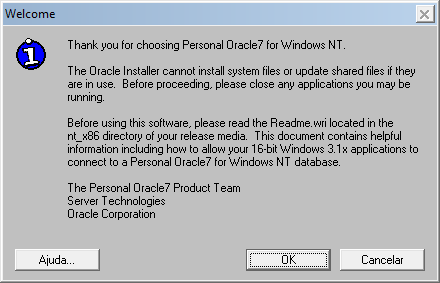 Welcome
Thank you for choosing Personal Oracle7 for Windows NT.
The Oracle Installer cannot install system files or update shared files if they
are in use.  Before proceeding, please close any applications you may be
running.
Before using this software, please read the Readme.wri located in the
nt_x86 directory of your release media.  This document contains helpful
information including how to allow your 16-bit Windows 3.1x applications to
connect to a Personal Oracle7 for Windows NT database.
The Personal Oracle7 Product Team
Server Technologies
Oracle Corporation
Ajuda...
OK
Cancelar